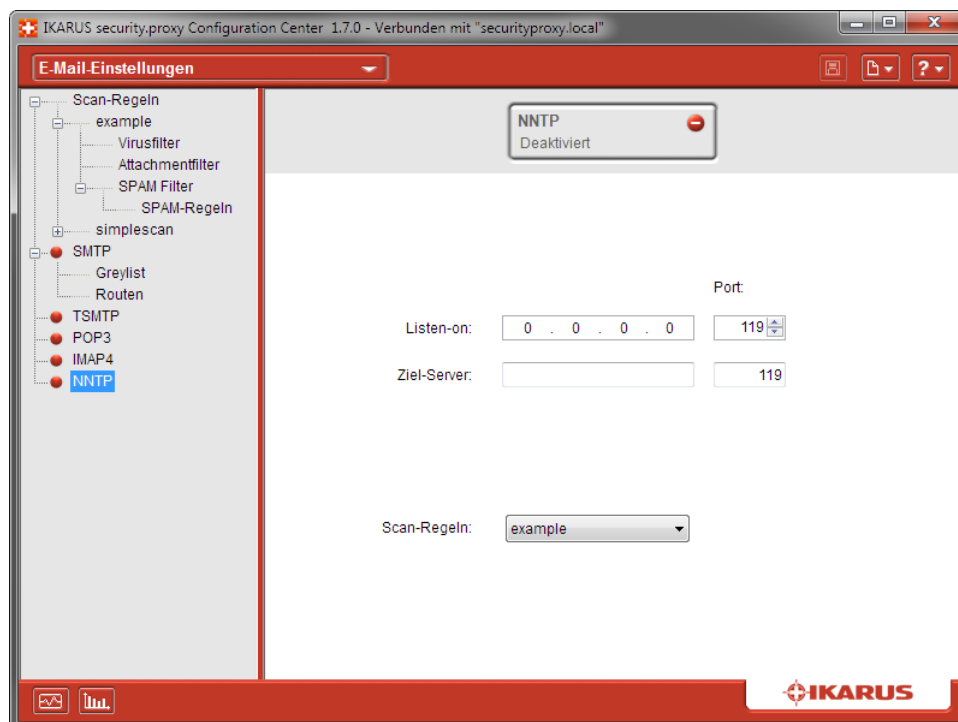 IKARUS security.proxy Configuration Center 1.7.0 - Verbunden mit "securityproxy.local"
E-Mail-Einstellungen
?
Scan-Regeln
example
Virusfilter
Attachmentfilter
SPAM Filter
SPAM-Regeln
simplescan
SMTP
Greylist
Routen
TSMTP
POP3
IMAP4
NNTP
NNTP
Deaktiviert
Port:
Listen-on: 0 . 0 . 0 . 0 119
Ziel-Server: 119
Scan-Regeln: example
IKARUS